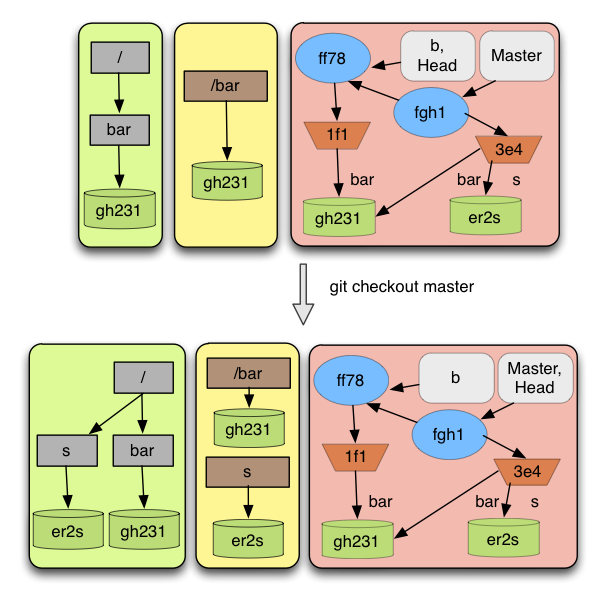 /
bar
gh231
/bar
gh231
ff78
b,
Head
Master
fgh1
1f1
3e4
bar
bar
s
gh231
er2s
git checkout master
/
s
bar
er2s
gh231
/bar
gh231
s
er2s
ff78
b
Master,
Head
fgh1
1f1
3e4
bar
bar
s
gh231
er2s